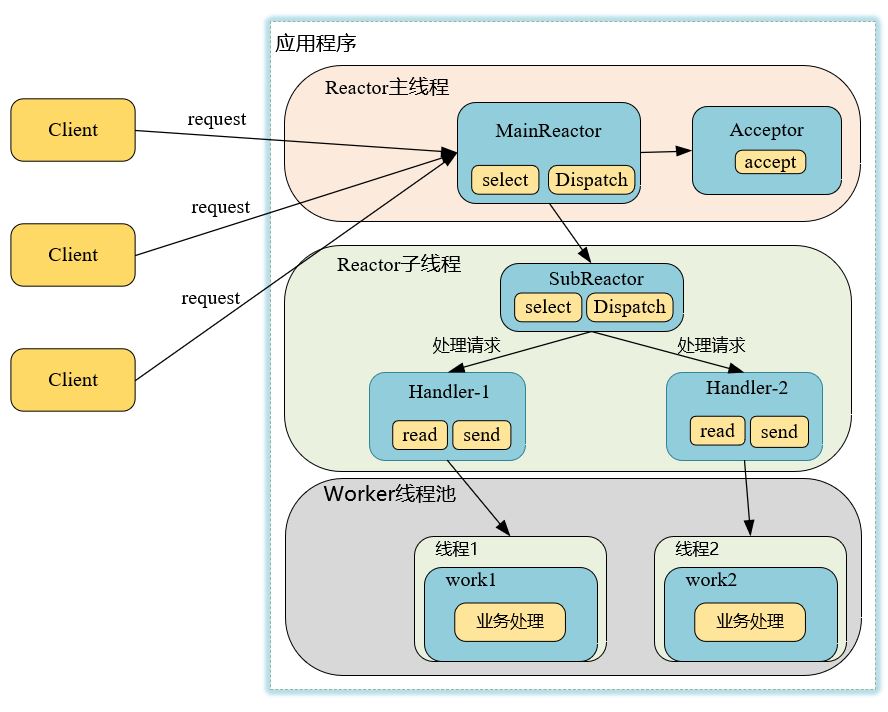 应用程序
Reactor主线程
Client
request
MainReactor
select
Dispatch
Acceptor
accept
Client
request
Client
request
Reactor子线程
SubReactor
select
Dispatch
处理请求
处理请求
Handler-1
read
send
Handler-2
read
send
Worker线程池
线程1
work1
业务处理
线程2
work2
业务处理